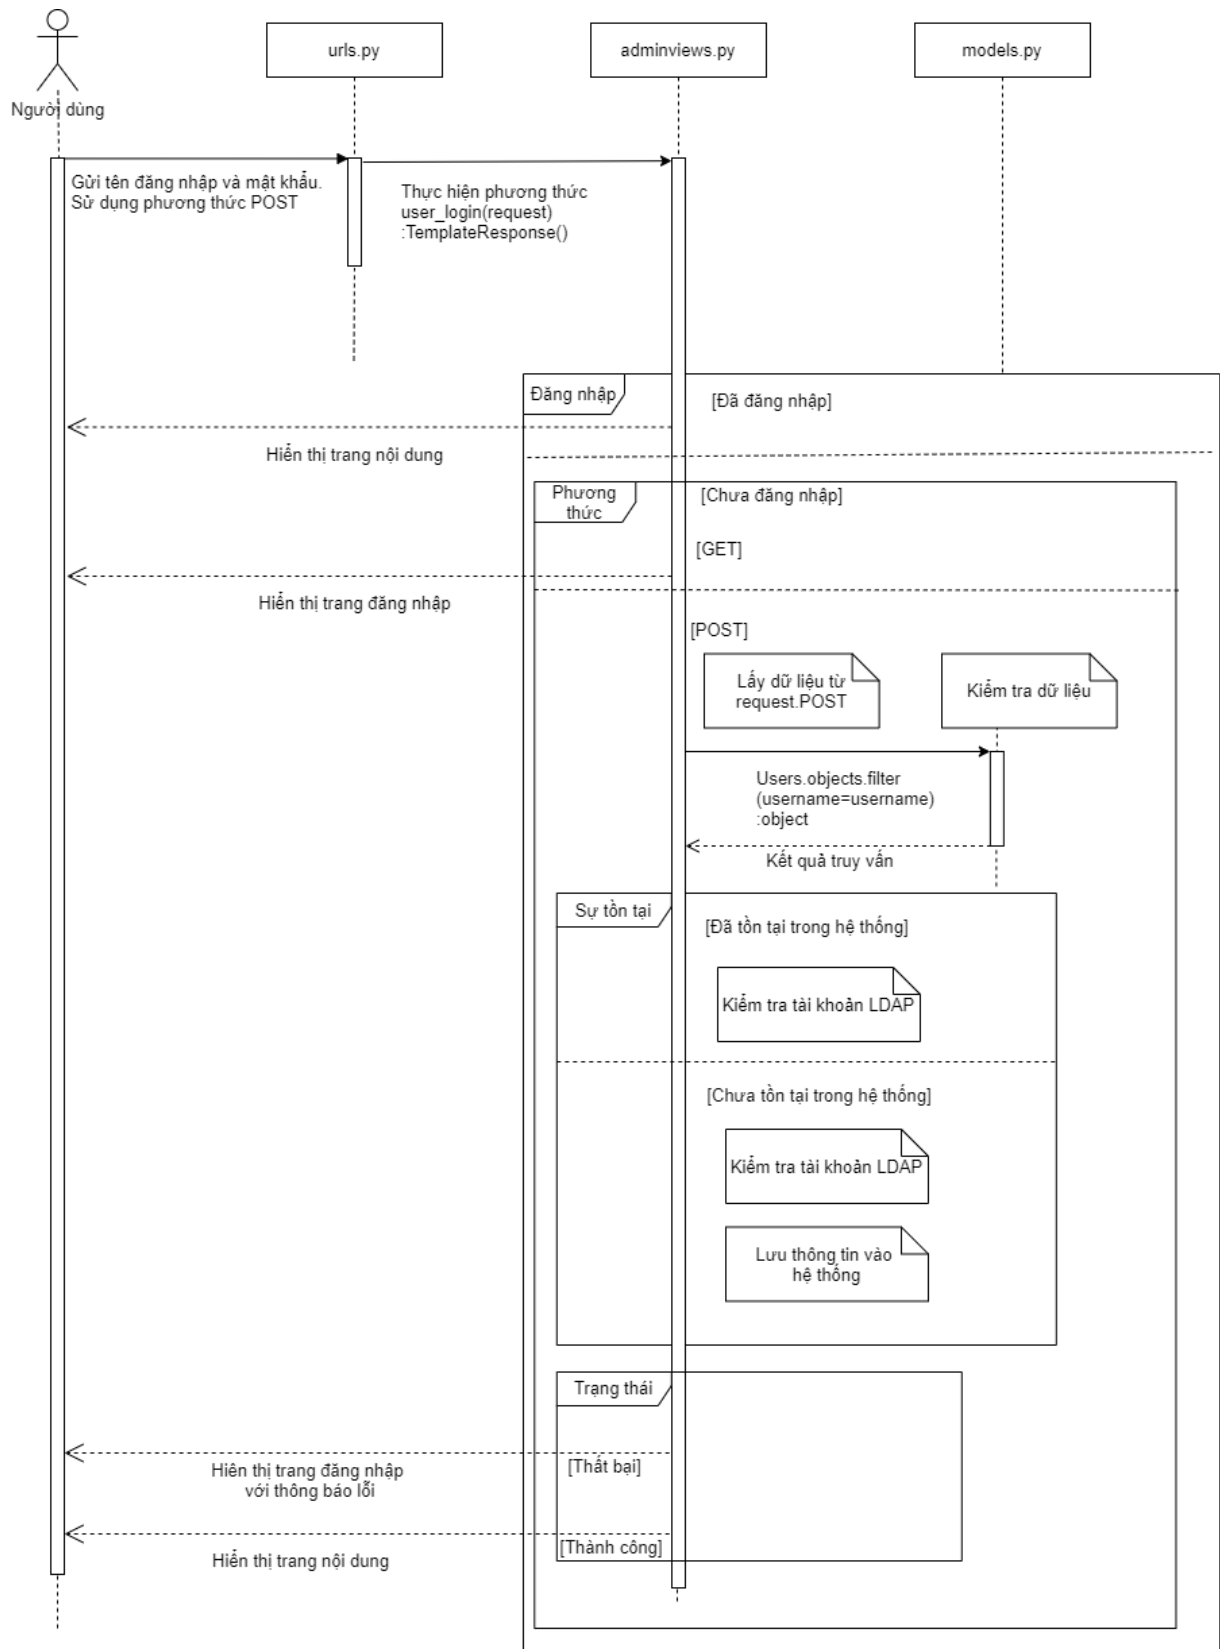 urls.py
adminviews.py
models.py
Người dùng
Gửi tên đăng nhập và mật khẩu.
Sử dụng phương thức POST
Thực hiện phương thức
user_login(request)
:TemplateResponse()
Đăng nhập
[Đã đăng nhập]
Hiển thị trang nội dung
Phương
thức
[Chưa đăng nhập]
[GET]
Hiển thị trang đăng nhập
[POST]
Lấy dữ liệu từ
request.POST
Kiểm tra dữ liệu
Users.objects.filter
(username=username)
:object
Kết quả truy vấn
Sự tồn tại
[Đã tồn tại trong hệ thống]
Kiểm tra tài khoản LDAP
[Chưa tồn tại trong hệ thống]
Kiểm tra tài khoản LDAP
Lưu thông tin vào
hệ thống
Trạng thái
[Thất bại]
Hiên thị trang đăng nhập
với thông báo lỗi
[Thành công]
Hiển thị trang nội dung